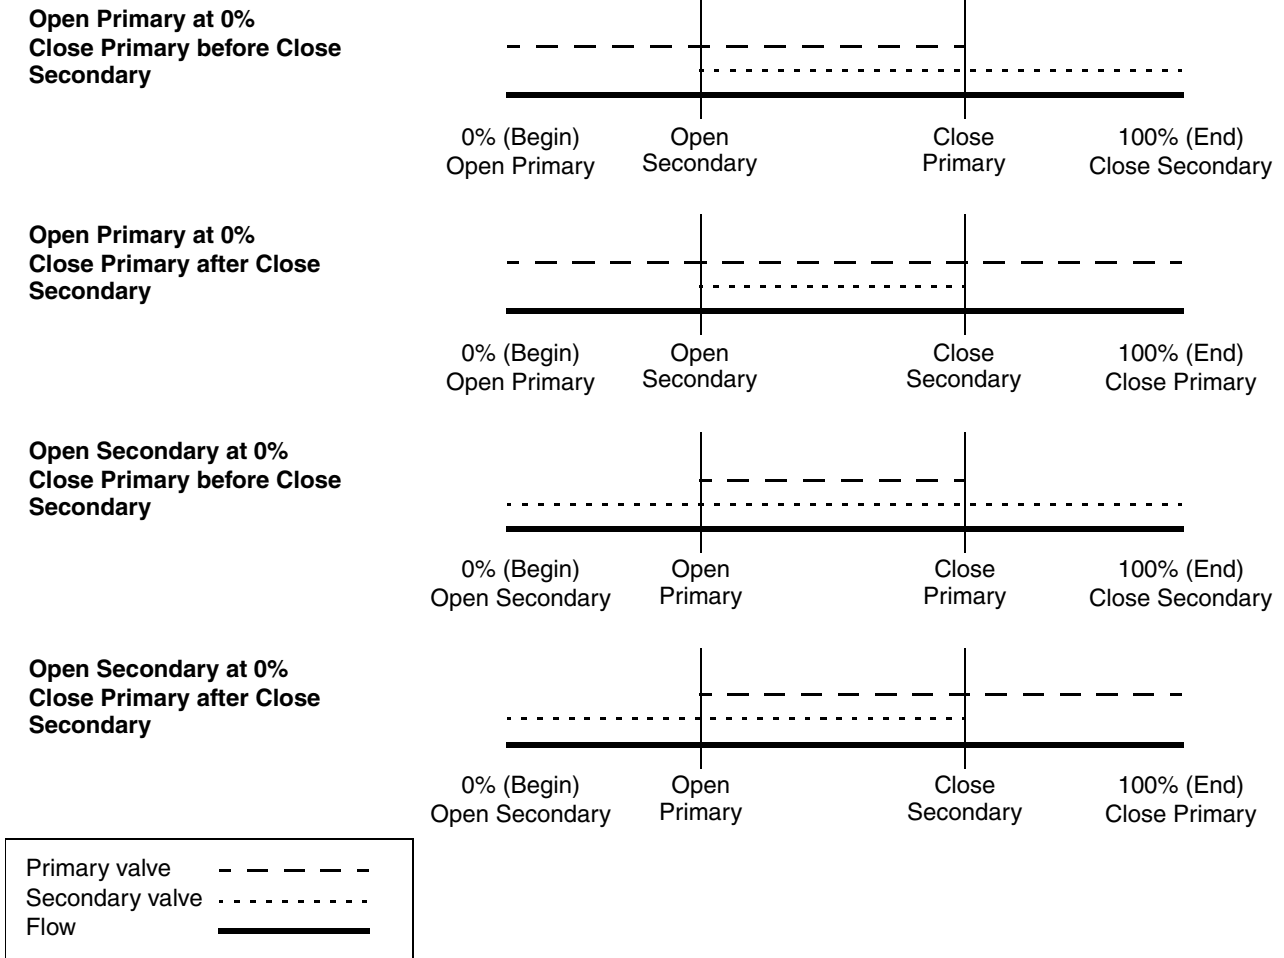 Open Primary at 0%
Close Primary before Close
Secondary
0% (Begin)
Open Primary
Open
Secondary
Close
Primary
100% (End)
Close Secondary
Open Primary at 0%
Close Primary after Close
Secondary
0% (Begin)
Open Primary
Open
Secondary
Close
Secondary
100% (End)
Close Primary
Open Secondary at 0%
Close Primary before Close
Secondary
0% (Begin)
Open Secondary
Open
Primary
Close
Primary
100% (End)
Close Secondary
Open Secondary at 0%
Close Primary after Close
Secondary
0% (Begin)
Open Secondary
Open
Primary
Close
Secondary
100% (End)
Close Primary
Primary valve
Secondary valve
Flow